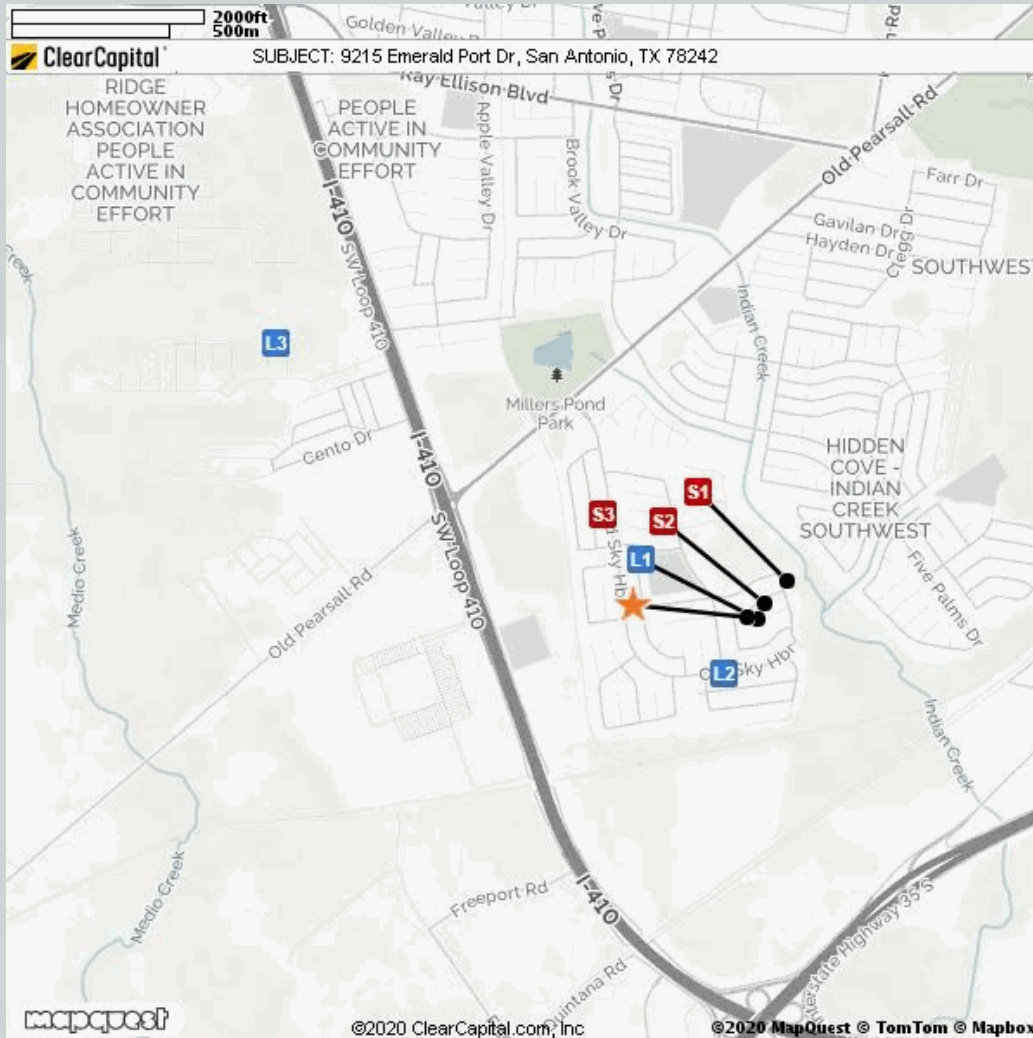 2000ft
500m
Golden Valley
ClearCapital
SUBJECT: 9215 Emerald Port Dr, San Antonio, TX 78242
Ray Ellison Blvd
RIDGE
HOMEOWNER
ASSOCIATION
PEOPLE
ACTIVE IN
COMMUNITY
EFFORT
PEOPLE
ACTIVE IN
COMMUNITY
EFFORT
Apple Valley Dr
Brook Valley Dr
Old Pearsall Rd
Farr Dr
Gavilan Dr
Hayden Dr
Clegg Dr
SOUTHWEST
I-410
SW Loop 410
Indian Creek
L3
Millers Pond
Park
Cento Dr
I-410
HIDDEN
COVE -
INDIAN
CREEK
SOUTHWEST
S1
S3
S2
L1
Sky Hbr
SW Loop 410
Medio Creek
Old Pearsall Rd
Five Palms Dr
L2
Sky Hbr
Indian Creek
Medio Creek
Freeport Rd
I-410
Interstate Highway 35 S
Quintana Rd
mapquest
©2020 ClearCapital.com, Inc
©2020 MapQuest © TomTom © Mapbox